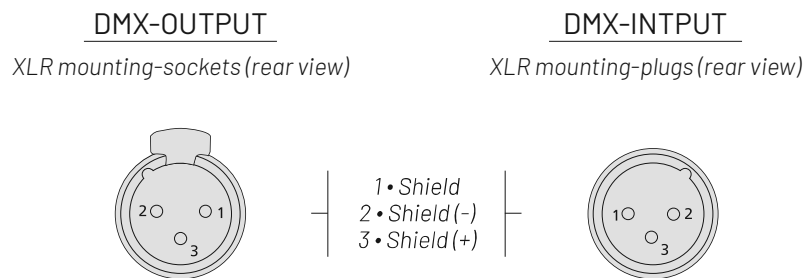 DMX-OUTPUT
XLR mounting-sockets (rear view)
2 1
3
DMX-INTPUT
XLR mounting-plugs (rear view)
1 2
3
1 • Shield
2 • Shield (-)
3 • Shield (+)